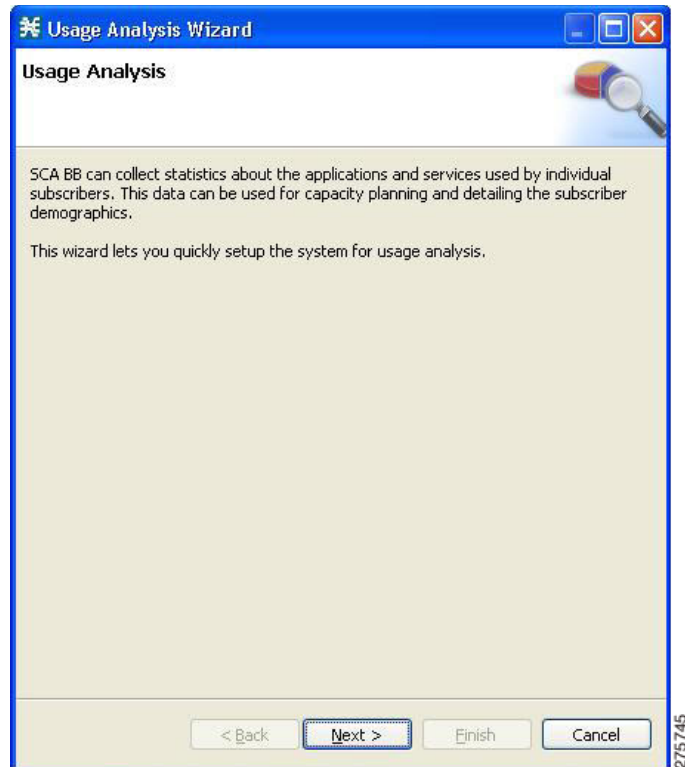 Usage Analysis Wizard
Usage Analysis
SCA BB can collect statistics about the applications and services used by individual
subscribers. This data can be used for capacity planning and detailing the subscriber
demographics.
This wizard lets you quickly setup the system for usage analysis.
< Back
Next >
Finish
Cancel
275745